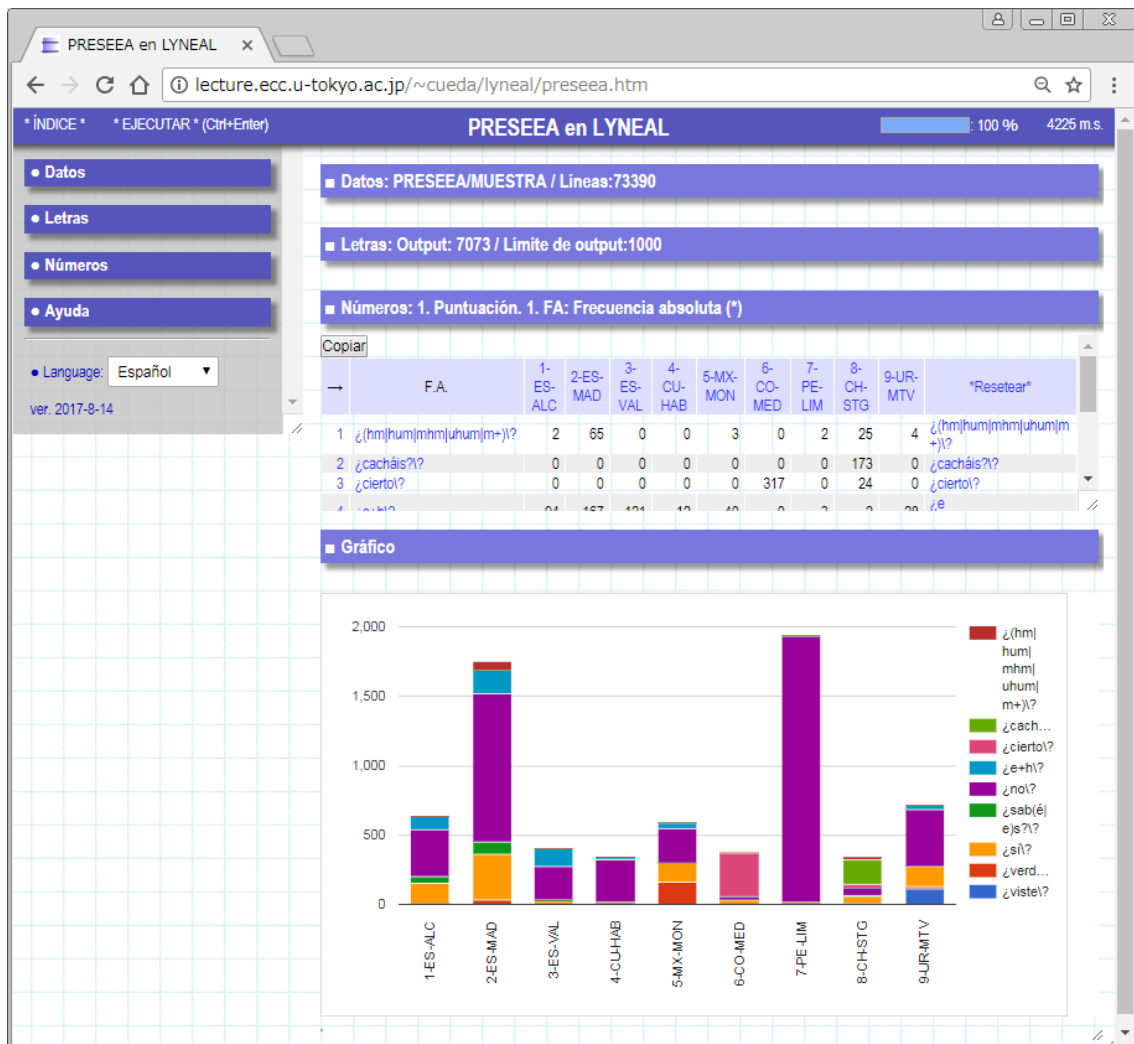 PRESEEA en LYNEAL
lecture.ecc.u-tokyo.ac.jp/~cueda/lyneal/preseea.htm
* ÍNDICE * * EJECUTAR * (Ctrl+Enter) PRESEEA en LYNEAL : 100 % 4225 m.s.
● Datos
● Letras
● Números
● Ayuda
● Language: Español
ver. 2017-8-14
■ Datos: PRESEEA/MUESTRA / Líneas:73390
■ Letras: Output: 7073 / Límite de output:1000
■ Números: 1. Puntuación. 1. FA: Frecuencia absoluta (*)
Copiar
→ F.A. 1-ES-ALC 2-ES-MAD 3-ES-VAL 4-CU-HAB 5-MX-MON 6-CO-MED 7-PE-LIM 8-CH-STG 9-UR-MTV *Resetear*
1 ¿(hm|hum|mhm|uhum|m+)\? 2 65 0 0 3 0 2 25 4 ¿(hm|hum|mhm|uhum|m+)\?
2 ¿cacháis?\? 0 0 0 0 0 0 0 173 0 ¿cacháis?\?
3 ¿cierto\? 0 0 0 0 0 317 0 24 0 ¿cierto\?
■ Gráfico
2,000
1,500
1,000
500
0
1-ES-ALC
2-ES-MAD
3-ES-VAL
4-CU-HAB
5-MX-MON
6-CO-MED
7-PE-LIM
8-CH-STG
9-UR-MTV
¿(hm|
hum|
mhm|
uhum|
m+)\?
¿cach...
¿cierto\?
¿e+h\?
¿no\?
¿sab(é|
e)s?\?
¿sí\?
¿verd...
¿viste\?